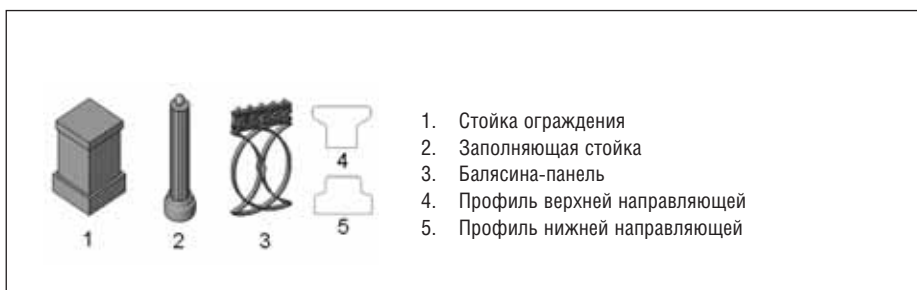 1
2
3
4
5
1. Стойка ограждения
2. Заполняющая стойка
3. Балясина-панель
4. Профиль верхней направляющей
5. Профиль нижней направляющей